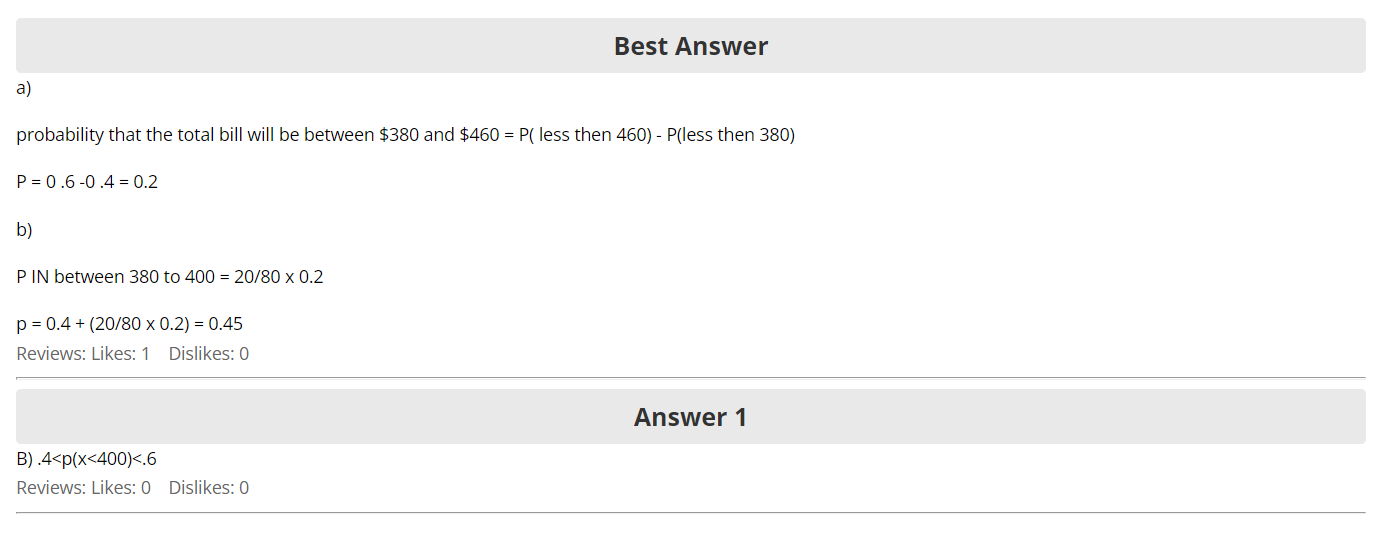 Best Answer
a)
probability that the total bill will be between $380 and $460 = P( less then 460) - P(less then 380)
P = 0 .6 -0 .4 = 0.2
b)
P IN between 380 to 400 = 20/80 x 0.2
p = 0.4 + (20/80 x 0.2) = 0.45
Reviews: Likes: 1 Dislikes: 0
Answer 1
B) .4<p(x<400)<.6
Reviews: Likes: 0 Dislikes: 0